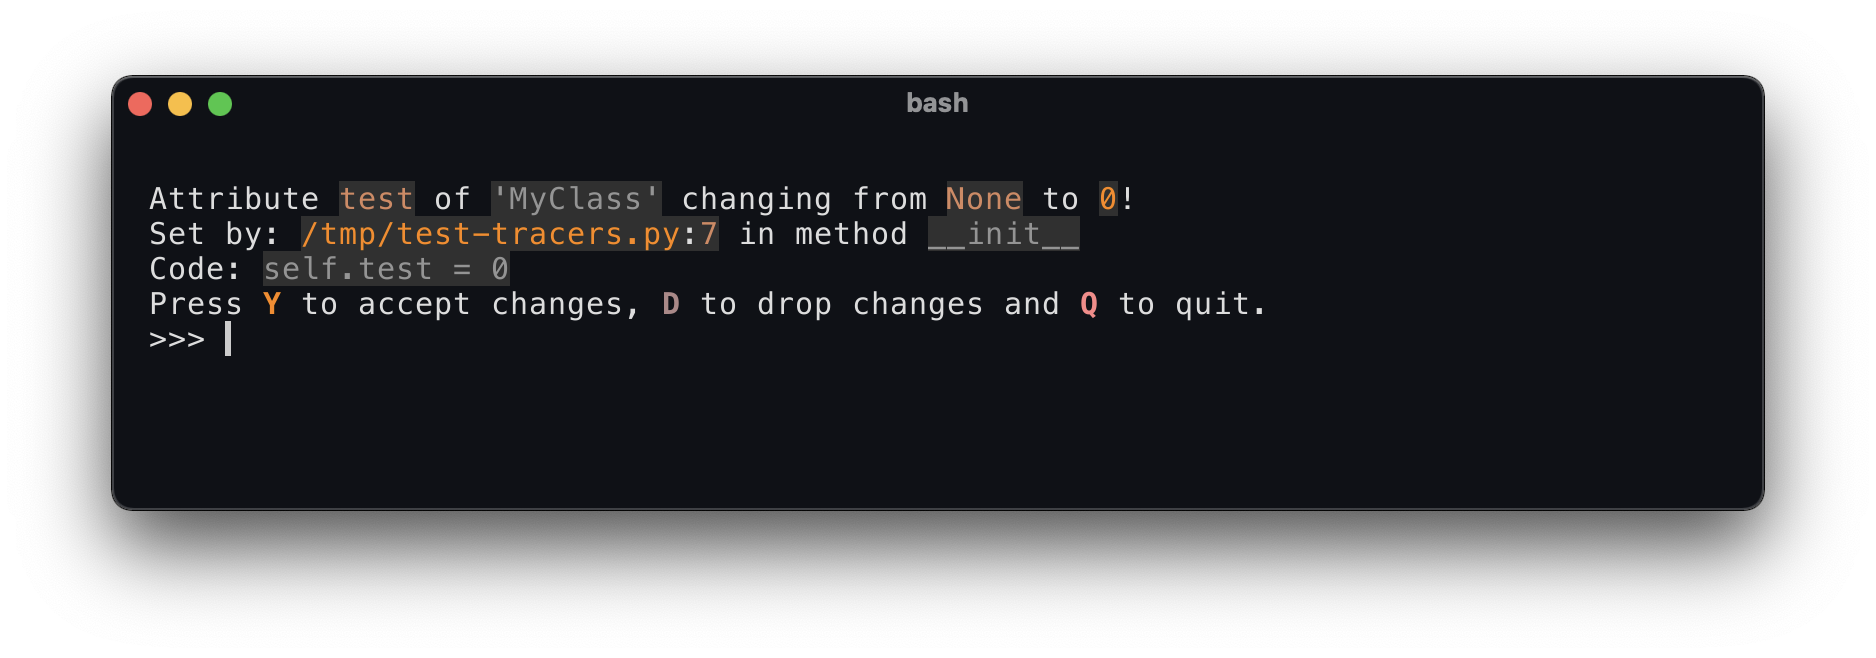 bash
Attribute test of 'MyClass' changing from None to 0!
Set by: /tmp/test-tracers.py:7 in method __init__
Code: self.test = 0
Press Y to accept changes, D to drop changes and Q to quit.
>>>